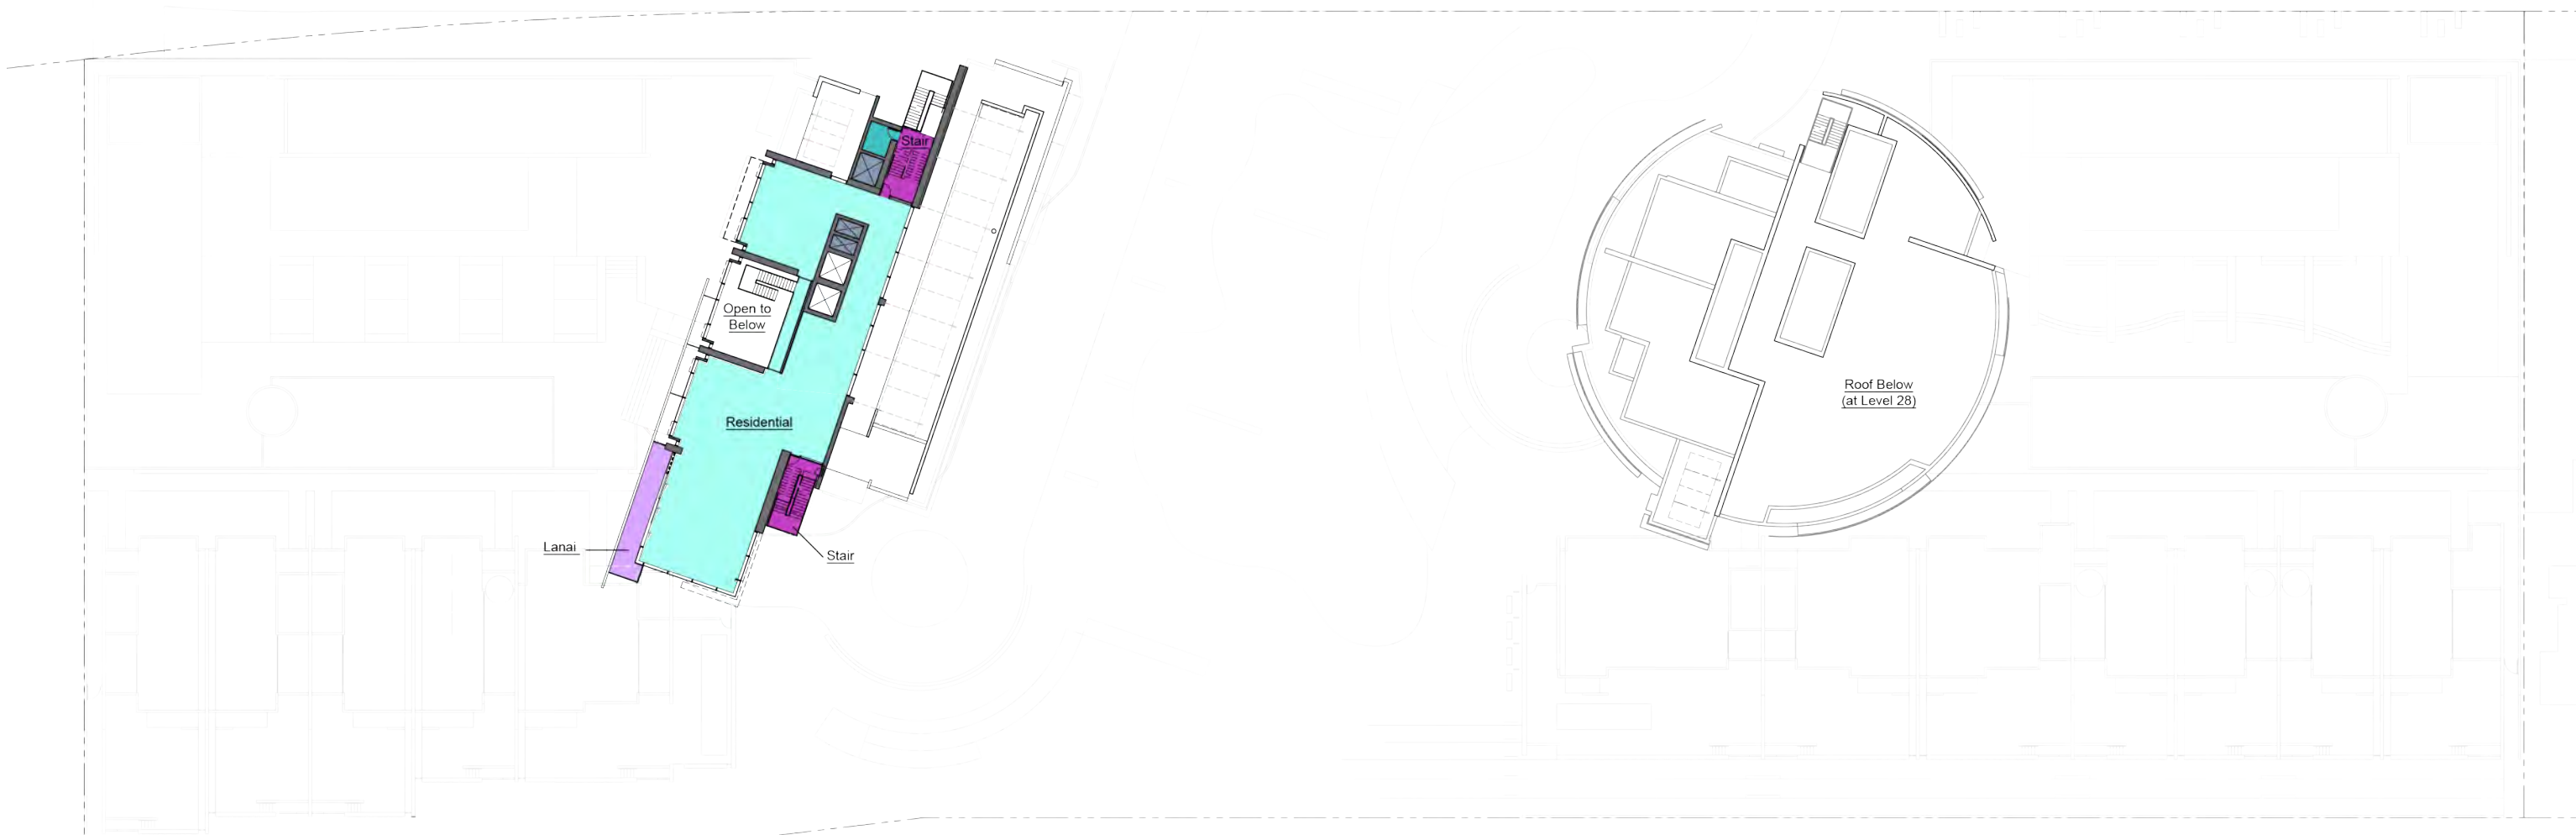 Stair
Open to
Below
Residential
Lanai
Stair
Roof Below
(at Level 28)